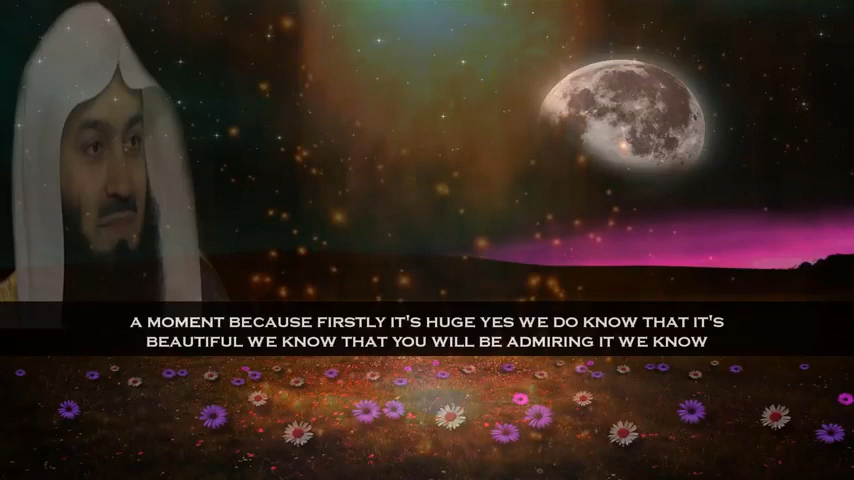 A MOMENT BECAUSE FIRSTLY IT'S HUGE YES WE DO KNOW THAT IT'S
BEAUTIFUL WE KNOW THAT YOU WILL BE ADMIRING IT WE KNOW